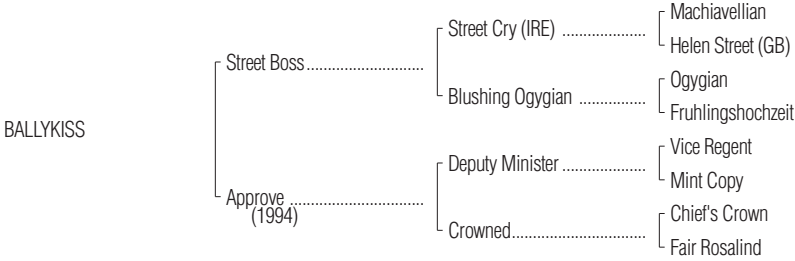 Machiavellian
Street Cry (IRE) ....................
Helen Street (GB)
Street Boss............................
Ogygian
Blushing Ogygian ................
Fruhlingshochzeit
BALLYKISS
Vice Regent
Deputy Minister ....................
Mint Copy
Approve ................................
(1994)
Chief's Crown
Crowned................................
Fair Rosalind